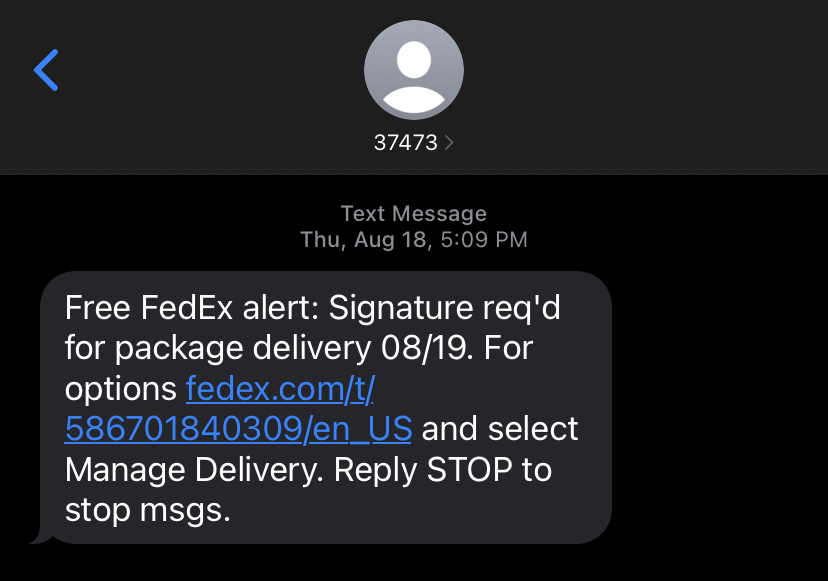 37473
Text Message
Thu, Aug 18, 5:09 PM
Free FedEx alert: Signature req'd
for package delivery 08/19. For
options fedex.com/t/
586701840309/en_US and select
Manage Delivery. Reply STOP to
stop msgs.